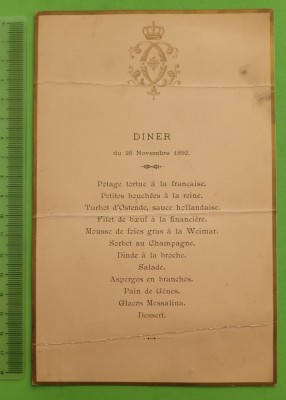 DINER
du 28 Novembre 1892.
Potage tortue à la française.
Petites bouchées à la reine.
Turbot d'Ostende, sauce hollandaise.
Filet de bœuf à la financière.
Mousse de foies gras à la Weimar.
Sorbet au Champagne.
Dinde à la broche.
Salade.
Asperges en branches.
Pain de Gênes.
Glaces Messalina.
Dessert.